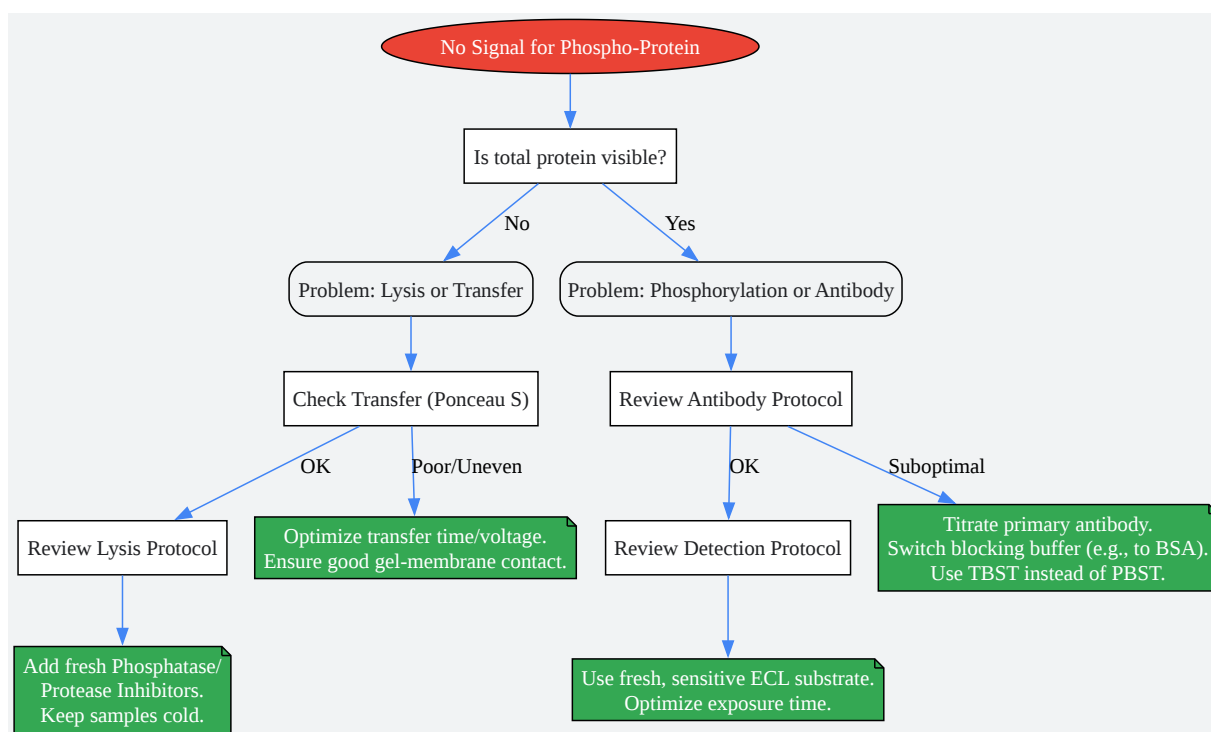 No Signal for Phospho-Protein
Is total protein visible?
No
Yes
Problem: Lysis or Transfer
Problem: Phosphorylation or Antibody
Check Transfer (Ponceau S)
Review Antibody Protocol
OK
Poor/Uneven
OK
Suboptimal
Review Lysis Protocol
Optimize transfer time/voltage.
Ensure good gel-membrane contact.
Review Detection Protocol
Titrate primary antibody.
Switch blocking buffer (e.g., to BSA).
Use TBST instead of PBST.
Add fresh Phosphatase/
Protease Inhibitors.
Keep samples cold.
Use fresh, sensitive ECL substrate.
Optimize exposure time.